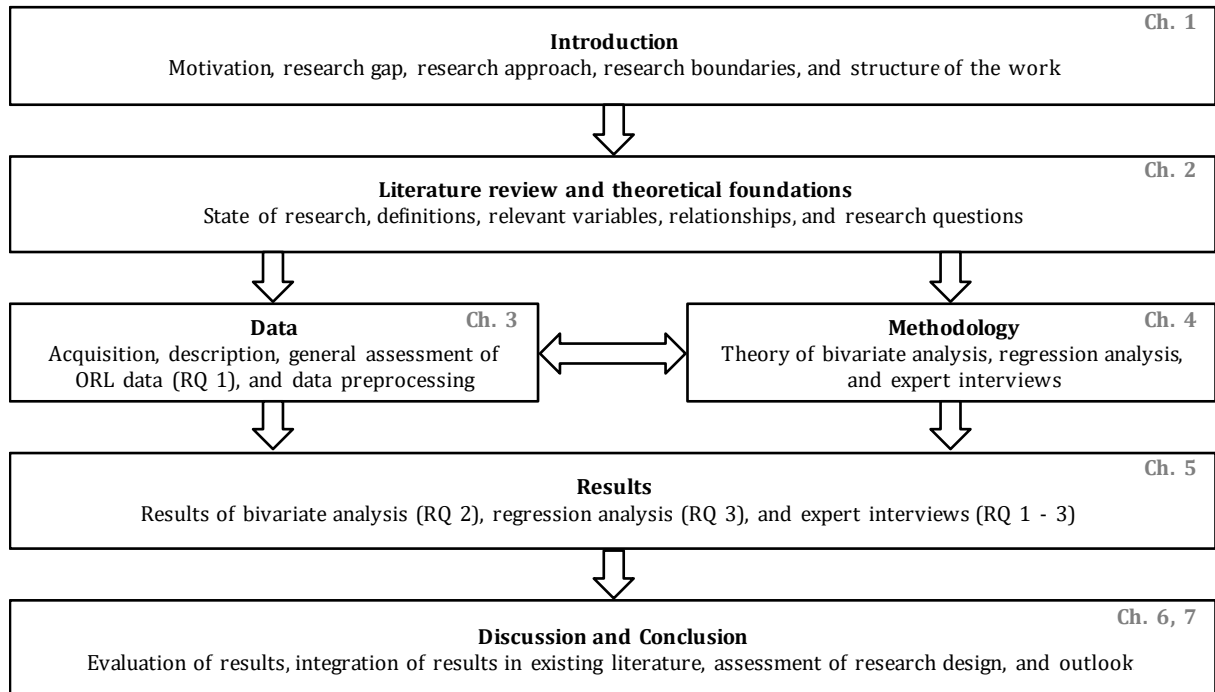 Ch. 1
Introduction
Motivation, research gap, research approach, research boundaries, and structure of the work
Ch. 2
Literature review and theoretical foundations
State of research, definitions, relevant variables, relationships, and research questions
Ch. 3
Data
Acquisition, description, general assessment of
ORL data (RQ 1), and data preprocessing
Ch. 4
Methodology
Theory of bivariate analysis, regression analysis,
and expert interviews
Ch. 5
Results
Results of bivariate analysis (RQ 2), regression analysis (RQ 3), and expert interviews (RQ 1 - 3)
Ch. 6, 7
Discussion and Conclusion
Evaluation of results, integration of results in existing literature, assessment of research design, and outlook